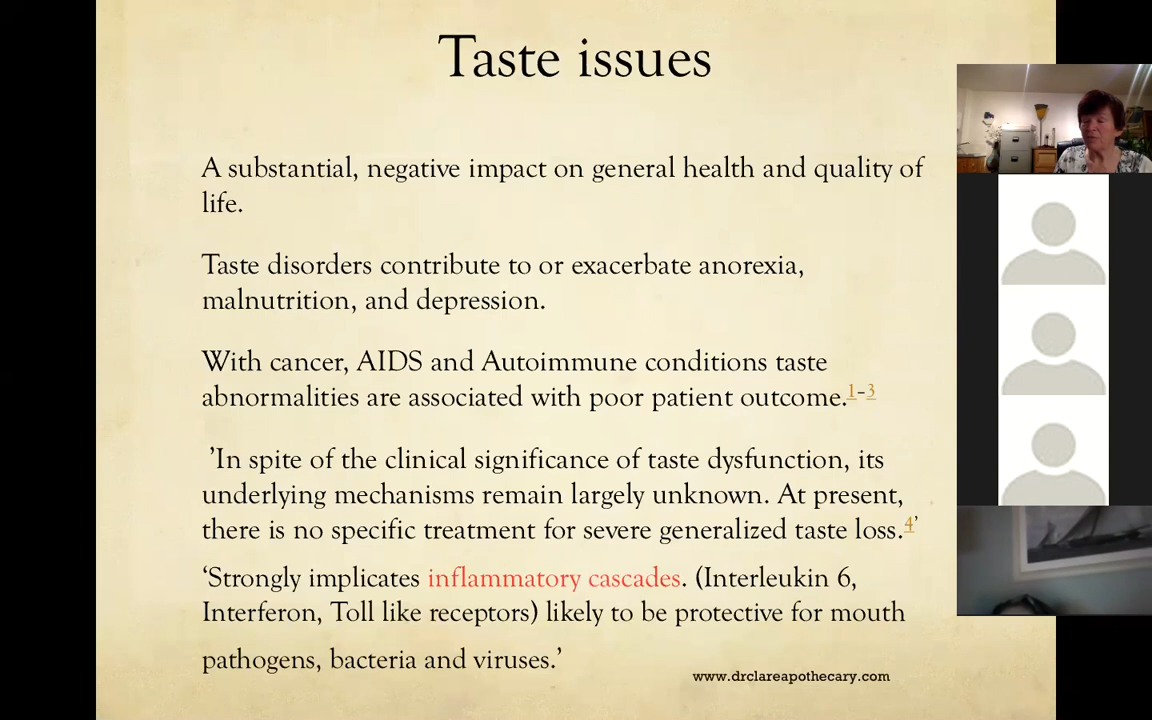 Taste issues
A substantial, negative impact on general health and quality of
life.
Taste disorders contribute to or exacerbate anorexia,
malnutrition, and depression.
With cancer, AIDS and Autoimmune conditions taste
abnormalities are associated with poor patient outcome.1-3
’In spite of the clinical significance of taste dysfunction, its
underlying mechanisms remain largely unknown. At present,
there is no specific treatment for severe generalized taste loss.4’
‘Strongly implicates inflammatory cascades. (Interleukin 6,
Interferon, Toll like receptors) likely to be protective for mouth
pathogens, bacteria and viruses.’
www.drclareapothecary.com